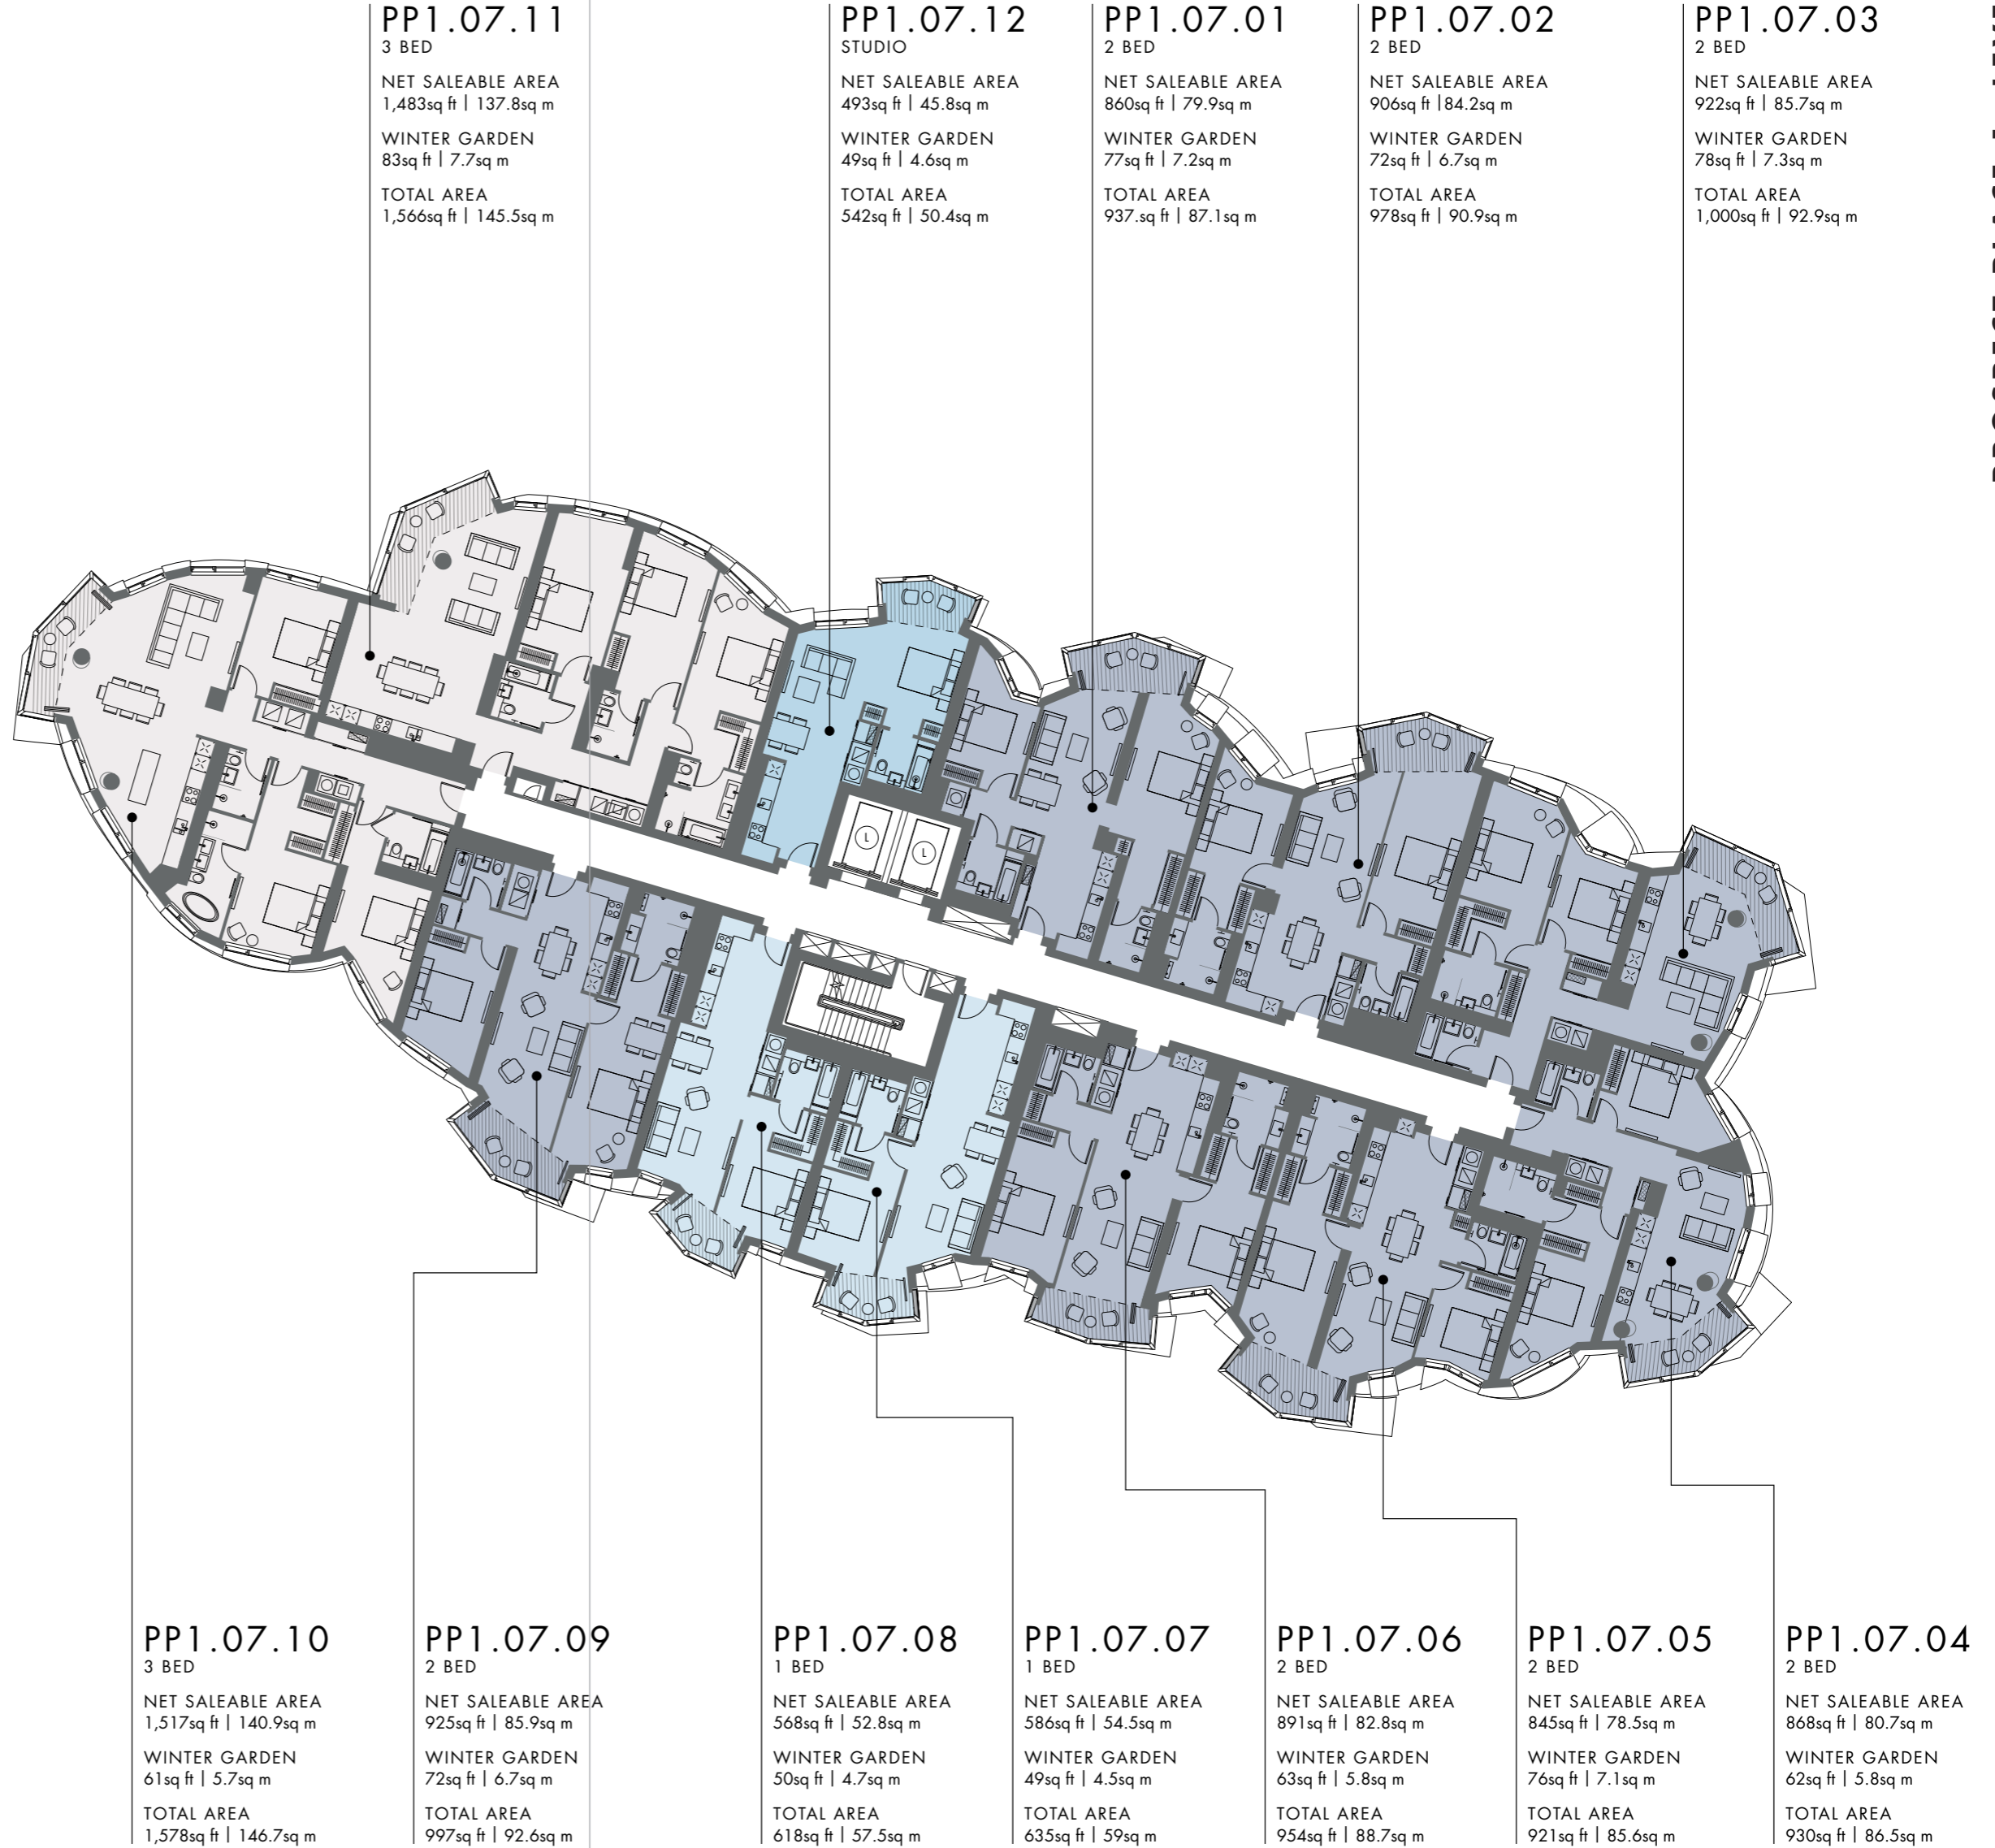 PP1.07.11
3 BED
NET SALEABLE AREA
1,483sq ft | 137.8sq m
WINTER GARDEN
83sq ft | 7.7sq m
TOTAL AREA
1,566sq ft | 145.5sq m
PP1.07.12
STUDIO
NET SALEABLE AREA
493sq ft | 45.8sq m
WINTER GARDEN
49sq ft | 4.6sq m
TOTAL AREA
542sq ft | 50.4sq m
PP1.07.01
2 BED
NET SALEABLE AREA
860sq ft | 79.9sq m
WINTER GARDEN
77sq ft | 7.2sq m
TOTAL AREA
937.sq ft | 87.1sq m
PP1.07.02
2 BED
NET SALEABLE AREA
906sq ft |84.2sq m
WINTER GARDEN
72sq ft | 6.7sq m
TOTAL AREA
978sq ft | 90.9sq m
PP1.07.03
2 BED
NET SALEABLE AREA
922sq ft | 85.7sq m
WINTER GARDEN
78sq ft | 7.3sq m
TOTAL AREA
1,000sq ft | 92.9sq m
L
L
PP1.07.10
3 BED
NET SALEABLE AREA
1,517sq ft | 140.9sq m
WINTER GARDEN
61sq ft | 5.7sq m
TOTAL AREA
1,578sq ft | 146.7sq m
PP1.07.09
2 BED
NET SALEABLE AREA
925sq ft | 85.9sq m
WINTER GARDEN
72sq ft | 6.7sq m
TOTAL AREA
997sq ft | 92.6sq m
PP1.07.08
1 BED
NET SALEABLE AREA
568sq ft | 52.8sq m
WINTER GARDEN
50sq ft | 4.7sq m
TOTAL AREA
618sq ft | 57.5sq m
PP1.07.07
1 BED
NET SALEABLE AREA
586sq ft | 54.5sq m
WINTER GARDEN
49sq ft | 4.5sq m
TOTAL AREA
635sq ft | 59sq m
PP1.07.06
2 BED
NET SALEABLE AREA
891sq ft | 82.8sq m
WINTER GARDEN
63sq ft | 5.8sq m
TOTAL AREA
954sq ft | 88.7sq m
PP1.07.05
2 BED
NET SALEABLE AREA
845sq ft | 78.5sq m
WINTER GARDEN
76sq ft | 7.1sq m
TOTAL AREA
921sq ft | 85.6sq m
PP1.07.04
2 BED
NET SALEABLE AREA
868sq ft | 80.7sq m
WINTER GARDEN
62sq ft | 5.8sq m
TOTAL AREA
930sq ft | 86.5sq m